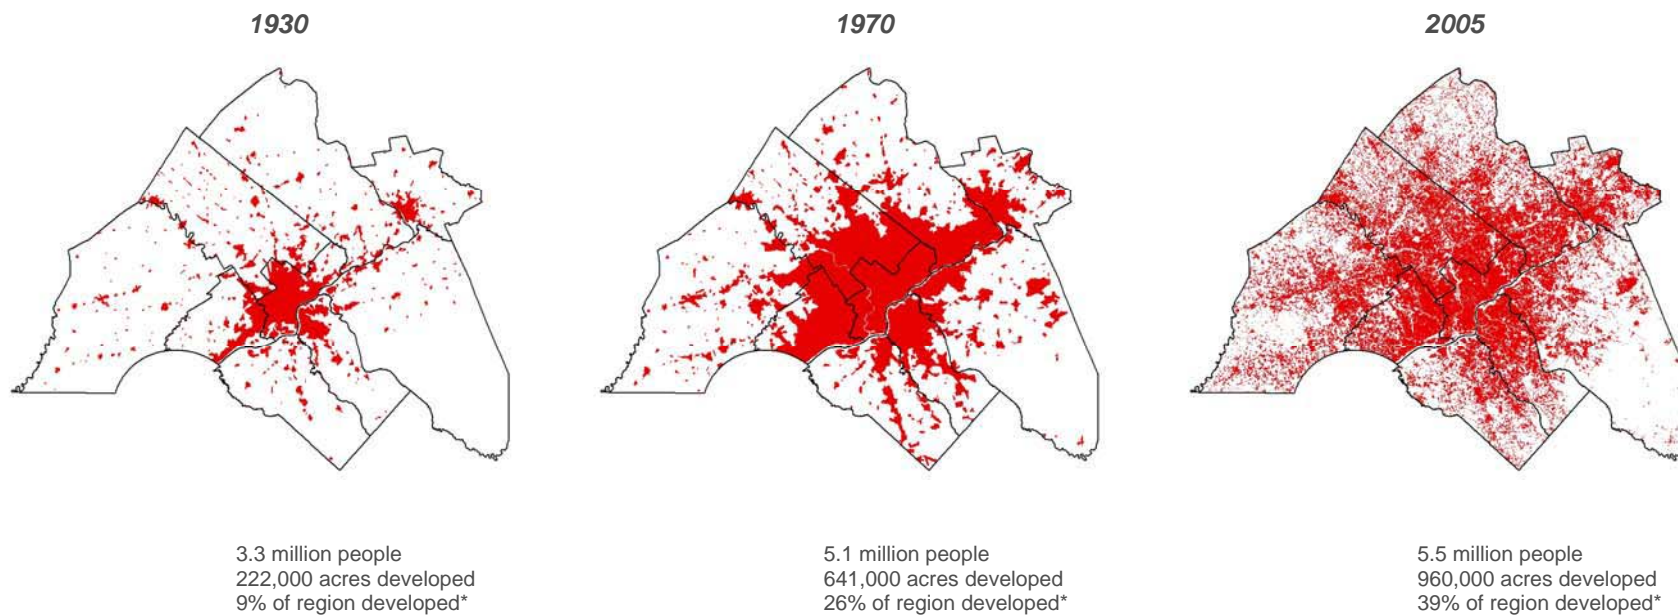 1930
1970
2005
3.3 million people
222,000 acres developed
9% of region developed*
5.1 million people
641,000 acres developed
26% of region developed*
5.5 million people
960,000 acres developed
39% of region developed*